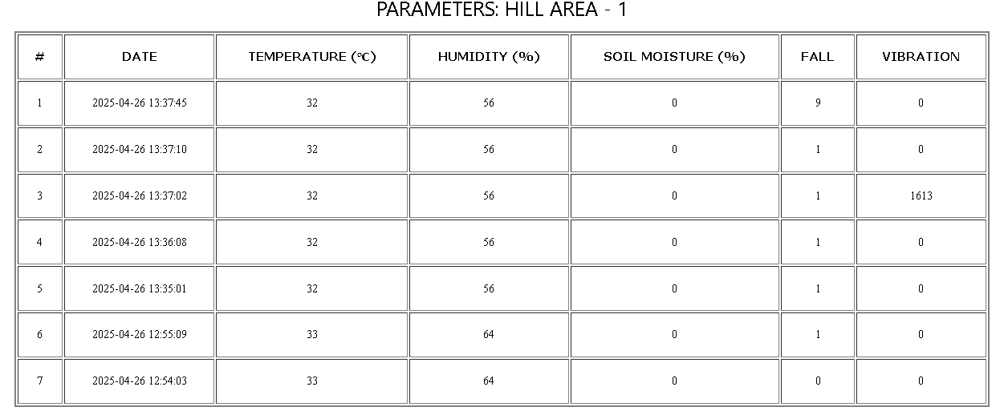 PARAMETERS: HILL AREA - 1
# DATE TEMPERATURE (℃) HUMIDITY (%) SOIL MOISTURE (%) FALL VIBRATION
1 2025-04-26 13:37:45 32 56 0 9 0
2 2025-04-26 13:37:10 32 56 0 1 0
3 2025-04-26 13:37:02 32 56 0 1 1613
4 2025-04-26 13:36:08 32 56 0 1 0
5 2025-04-26 13:35:01 32 56 0 1 0
6 2025-04-26 12:55:09 33 64 0 1 0
7 2025-04-26 12:54:03 33 64 0 0 0